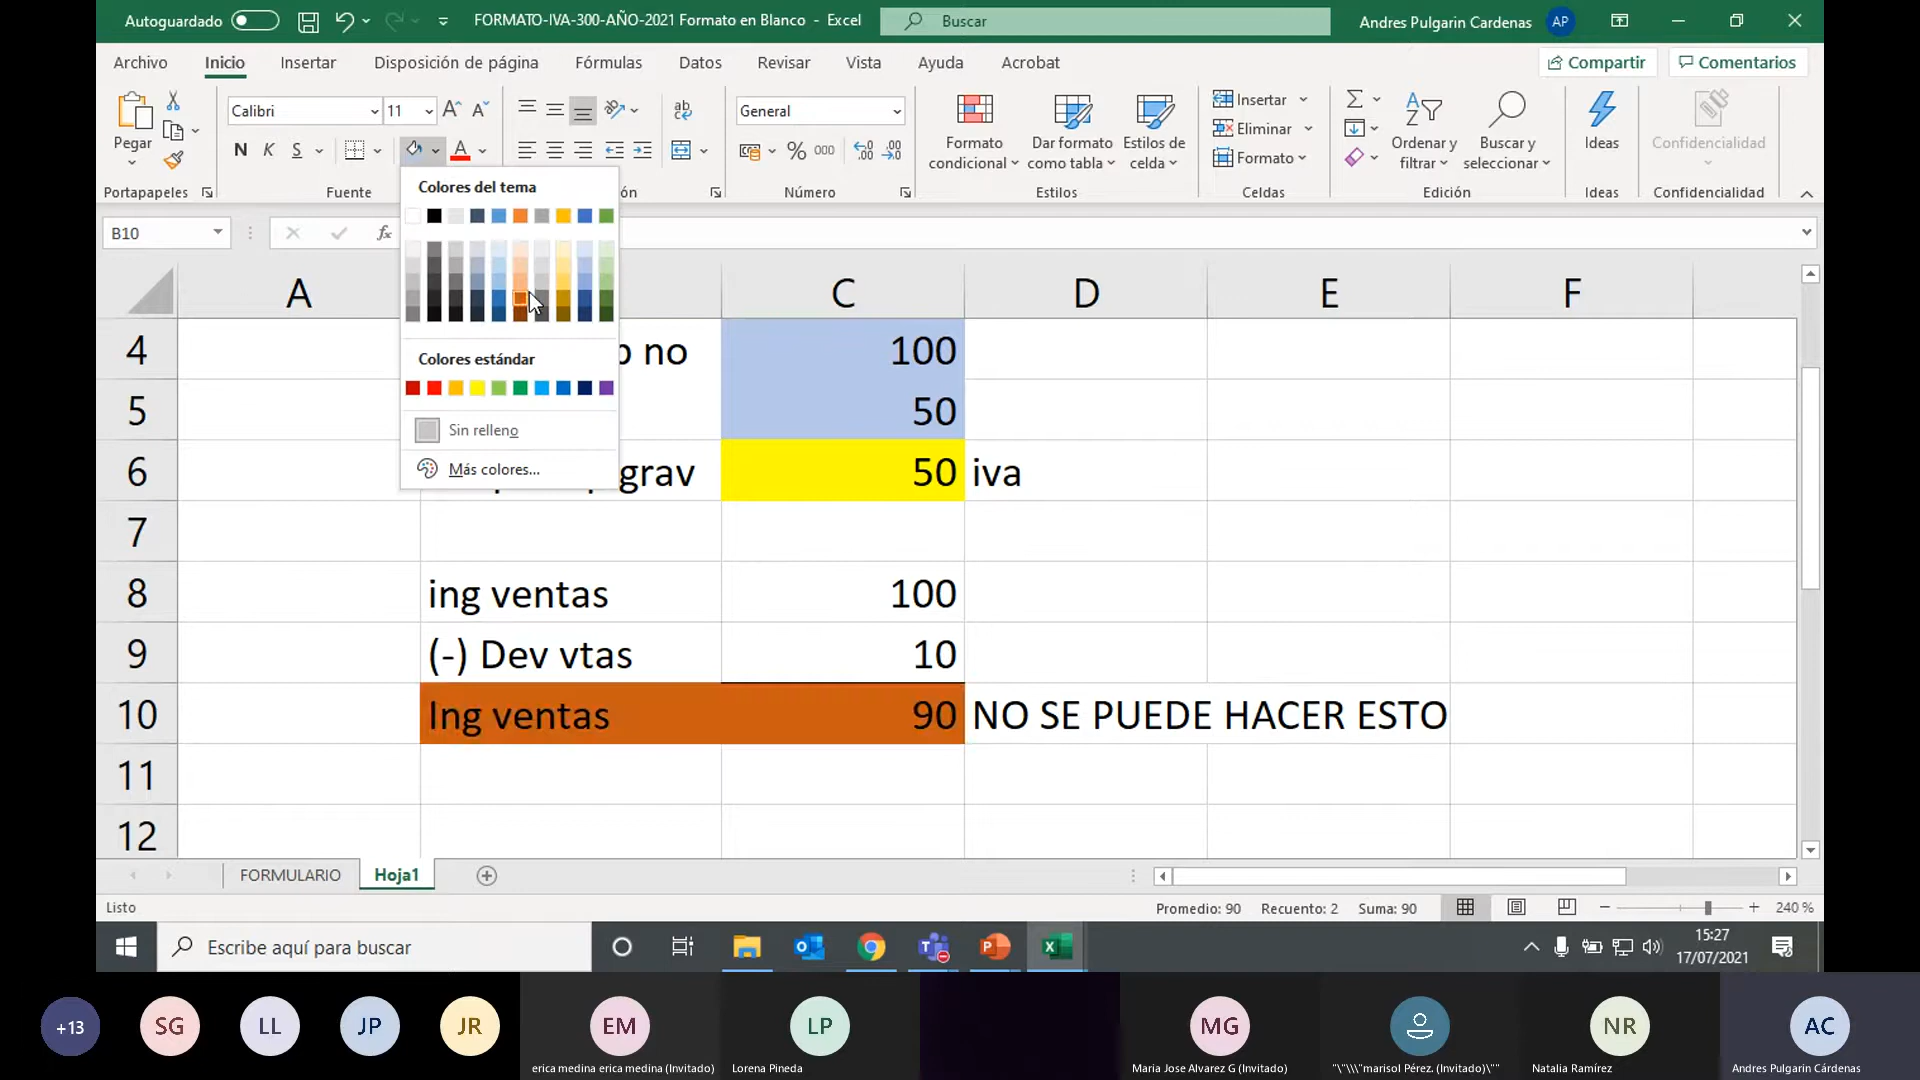 Autoguardado
FORMATO-IVA-300-AÑO-2021 Formato en Blanco - Excel
Buscar
Andres Pulgarin Cardenas
AP
Archivo
Inicio
Insertar
Disposición de página
Fórmulas
Datos
Revisar
Vista
Ayuda
Acrobat
Compartir
Comentarios
Pegar
Calibri
11
N K S
General
Formato condicional
Dar formato como tabla
Estilos de celda
Insertar
Eliminar
Formato
Ordenar y filtrar
Buscar y seleccionar
Ideas
Confidencialidad
Portapapeles
Fuente
Número
Estilos
Celdas
Edición
Ideas
Confidencialidad
Colores del tema
B10
fx
A C D E F
4 no 100
Colores estándar
5 50
Sin relleno
6 grav 50 iva
Más colores...
7
8 ing ventas 100
9 (-) Dev vtas 10
10 Ing ventas 90 NO SE PUEDE HACER ESTO
11
12
FORMULARIO
Hoja1
Listo
Promedio: 90
Recuento: 2
Suma: 90
240 %
Escribe aquí para buscar
15:27
17/07/2021
+13
SG
LL
JP
JR
EM
LP
MG
NR
AC
erica medina erica medina (Invitado)
Lorena Pineda
Maria Jose Alvarez G (Invitado)
"\"\\\"marisol Pérez. (Invitado)\""
Natalia Ramírez
Andres Pulgarin Cárdenas